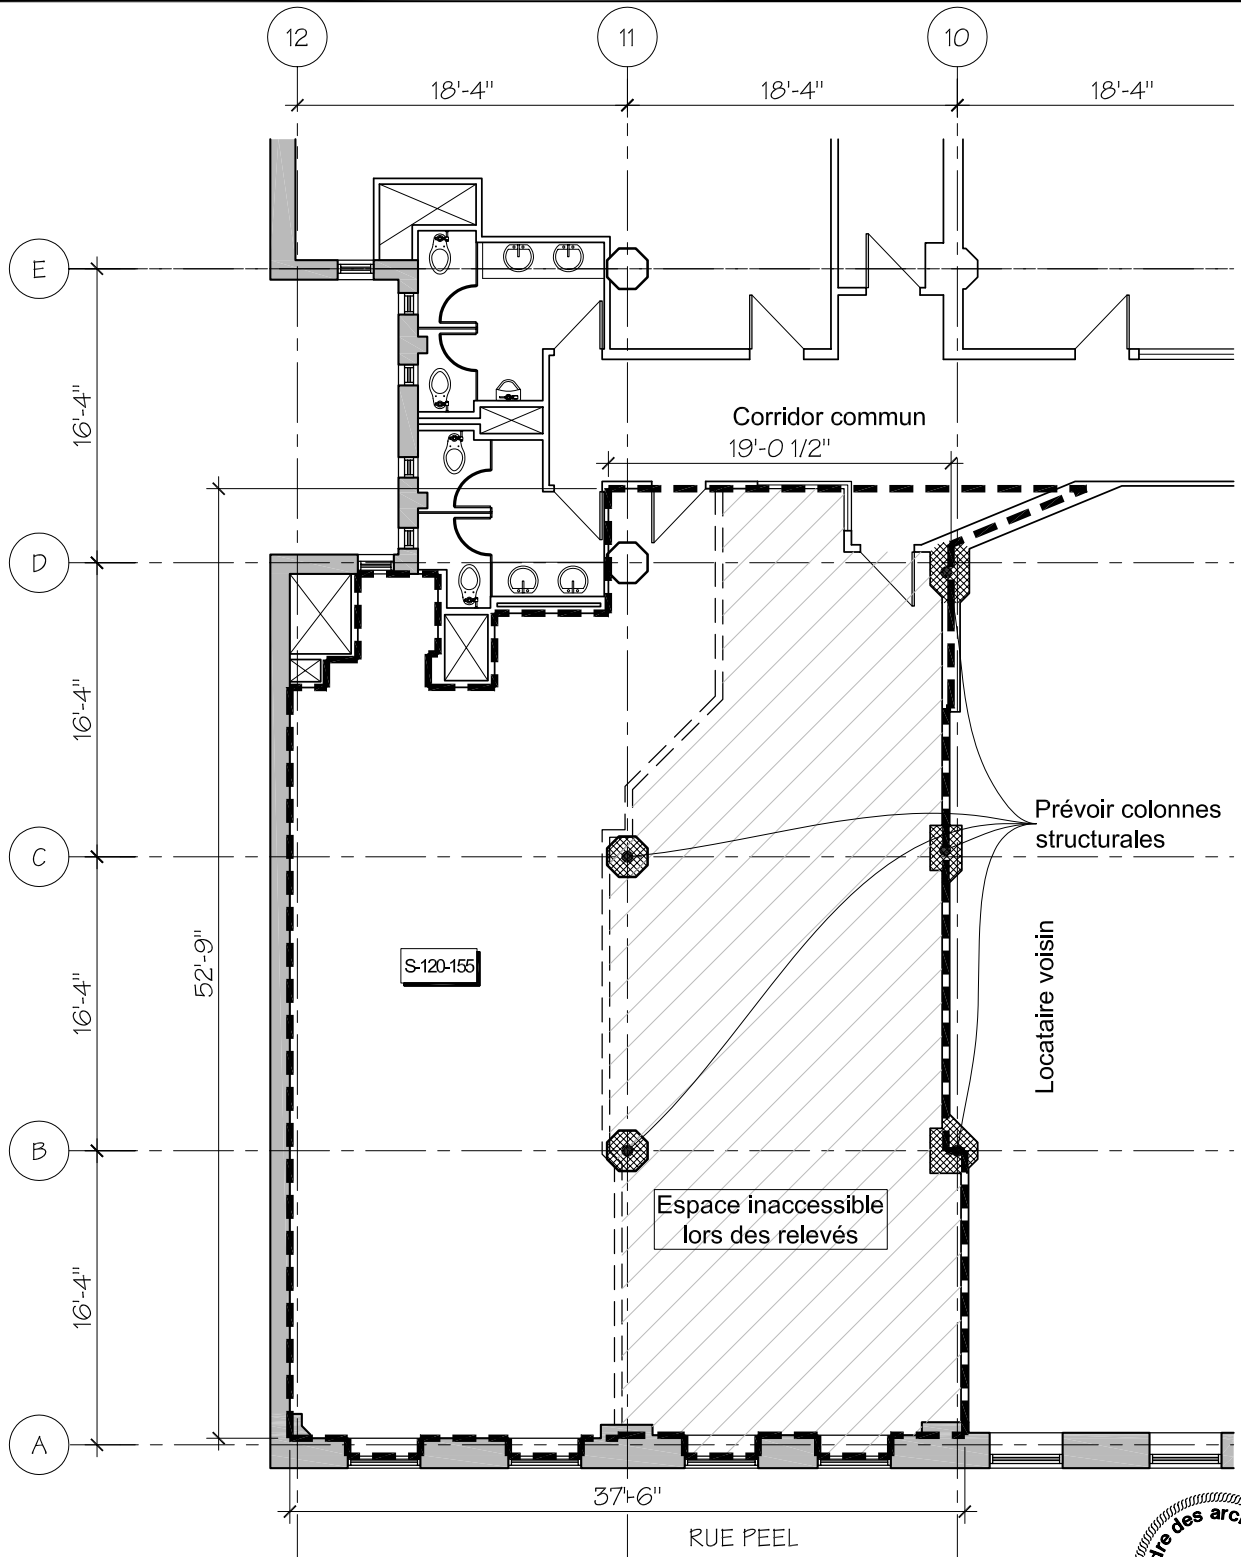 12
11
10
18'-4"
18'-4"
18'-4"
E
16'-4"
Corridor commun
19'-0 1/2"
D
16'-4"
Prévoir colonnes
structurales
C
52'-9"
S-120-155
16'-4"
Locataire voisin
B
Espace inaccessible
lors des relevés
16'-4"
A
37'-6"
RUE PEEL
des